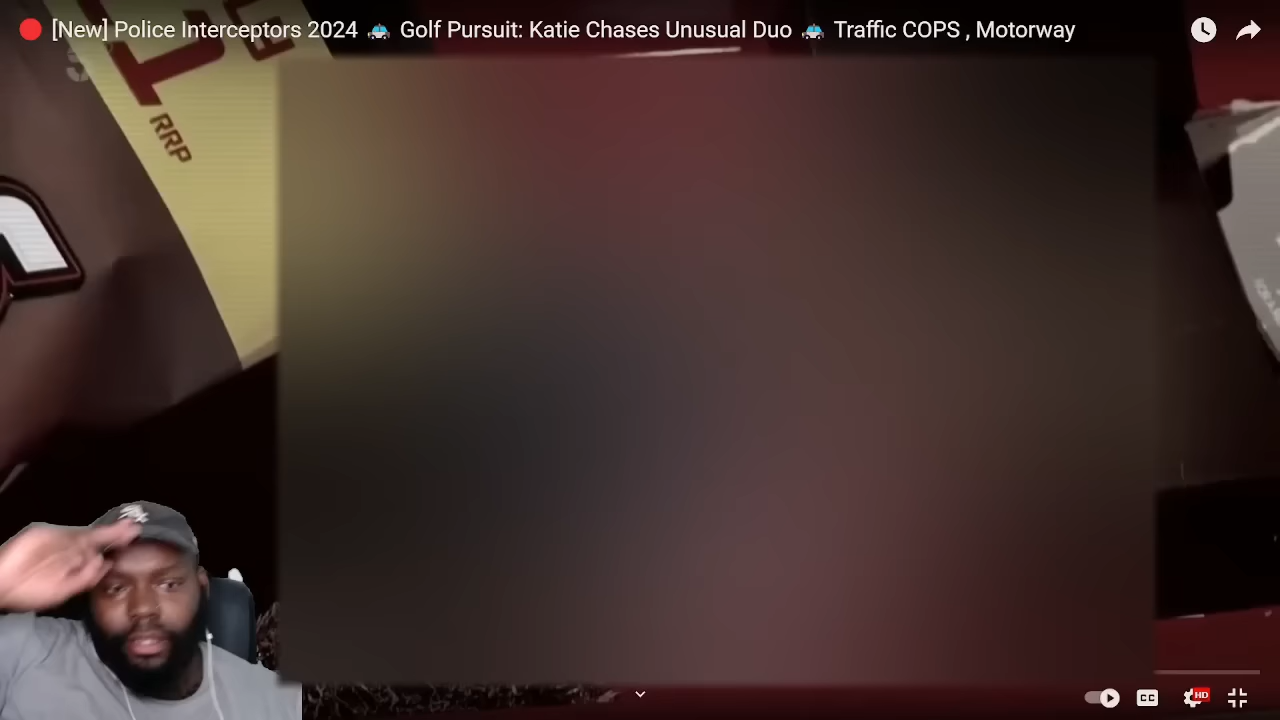 [New] Police Interceptors 2024 🚓 Golf Pursuit: Katie Chases Unusual Duo 🚓 Traffic COPS , Motorway
RRP
CC
HD